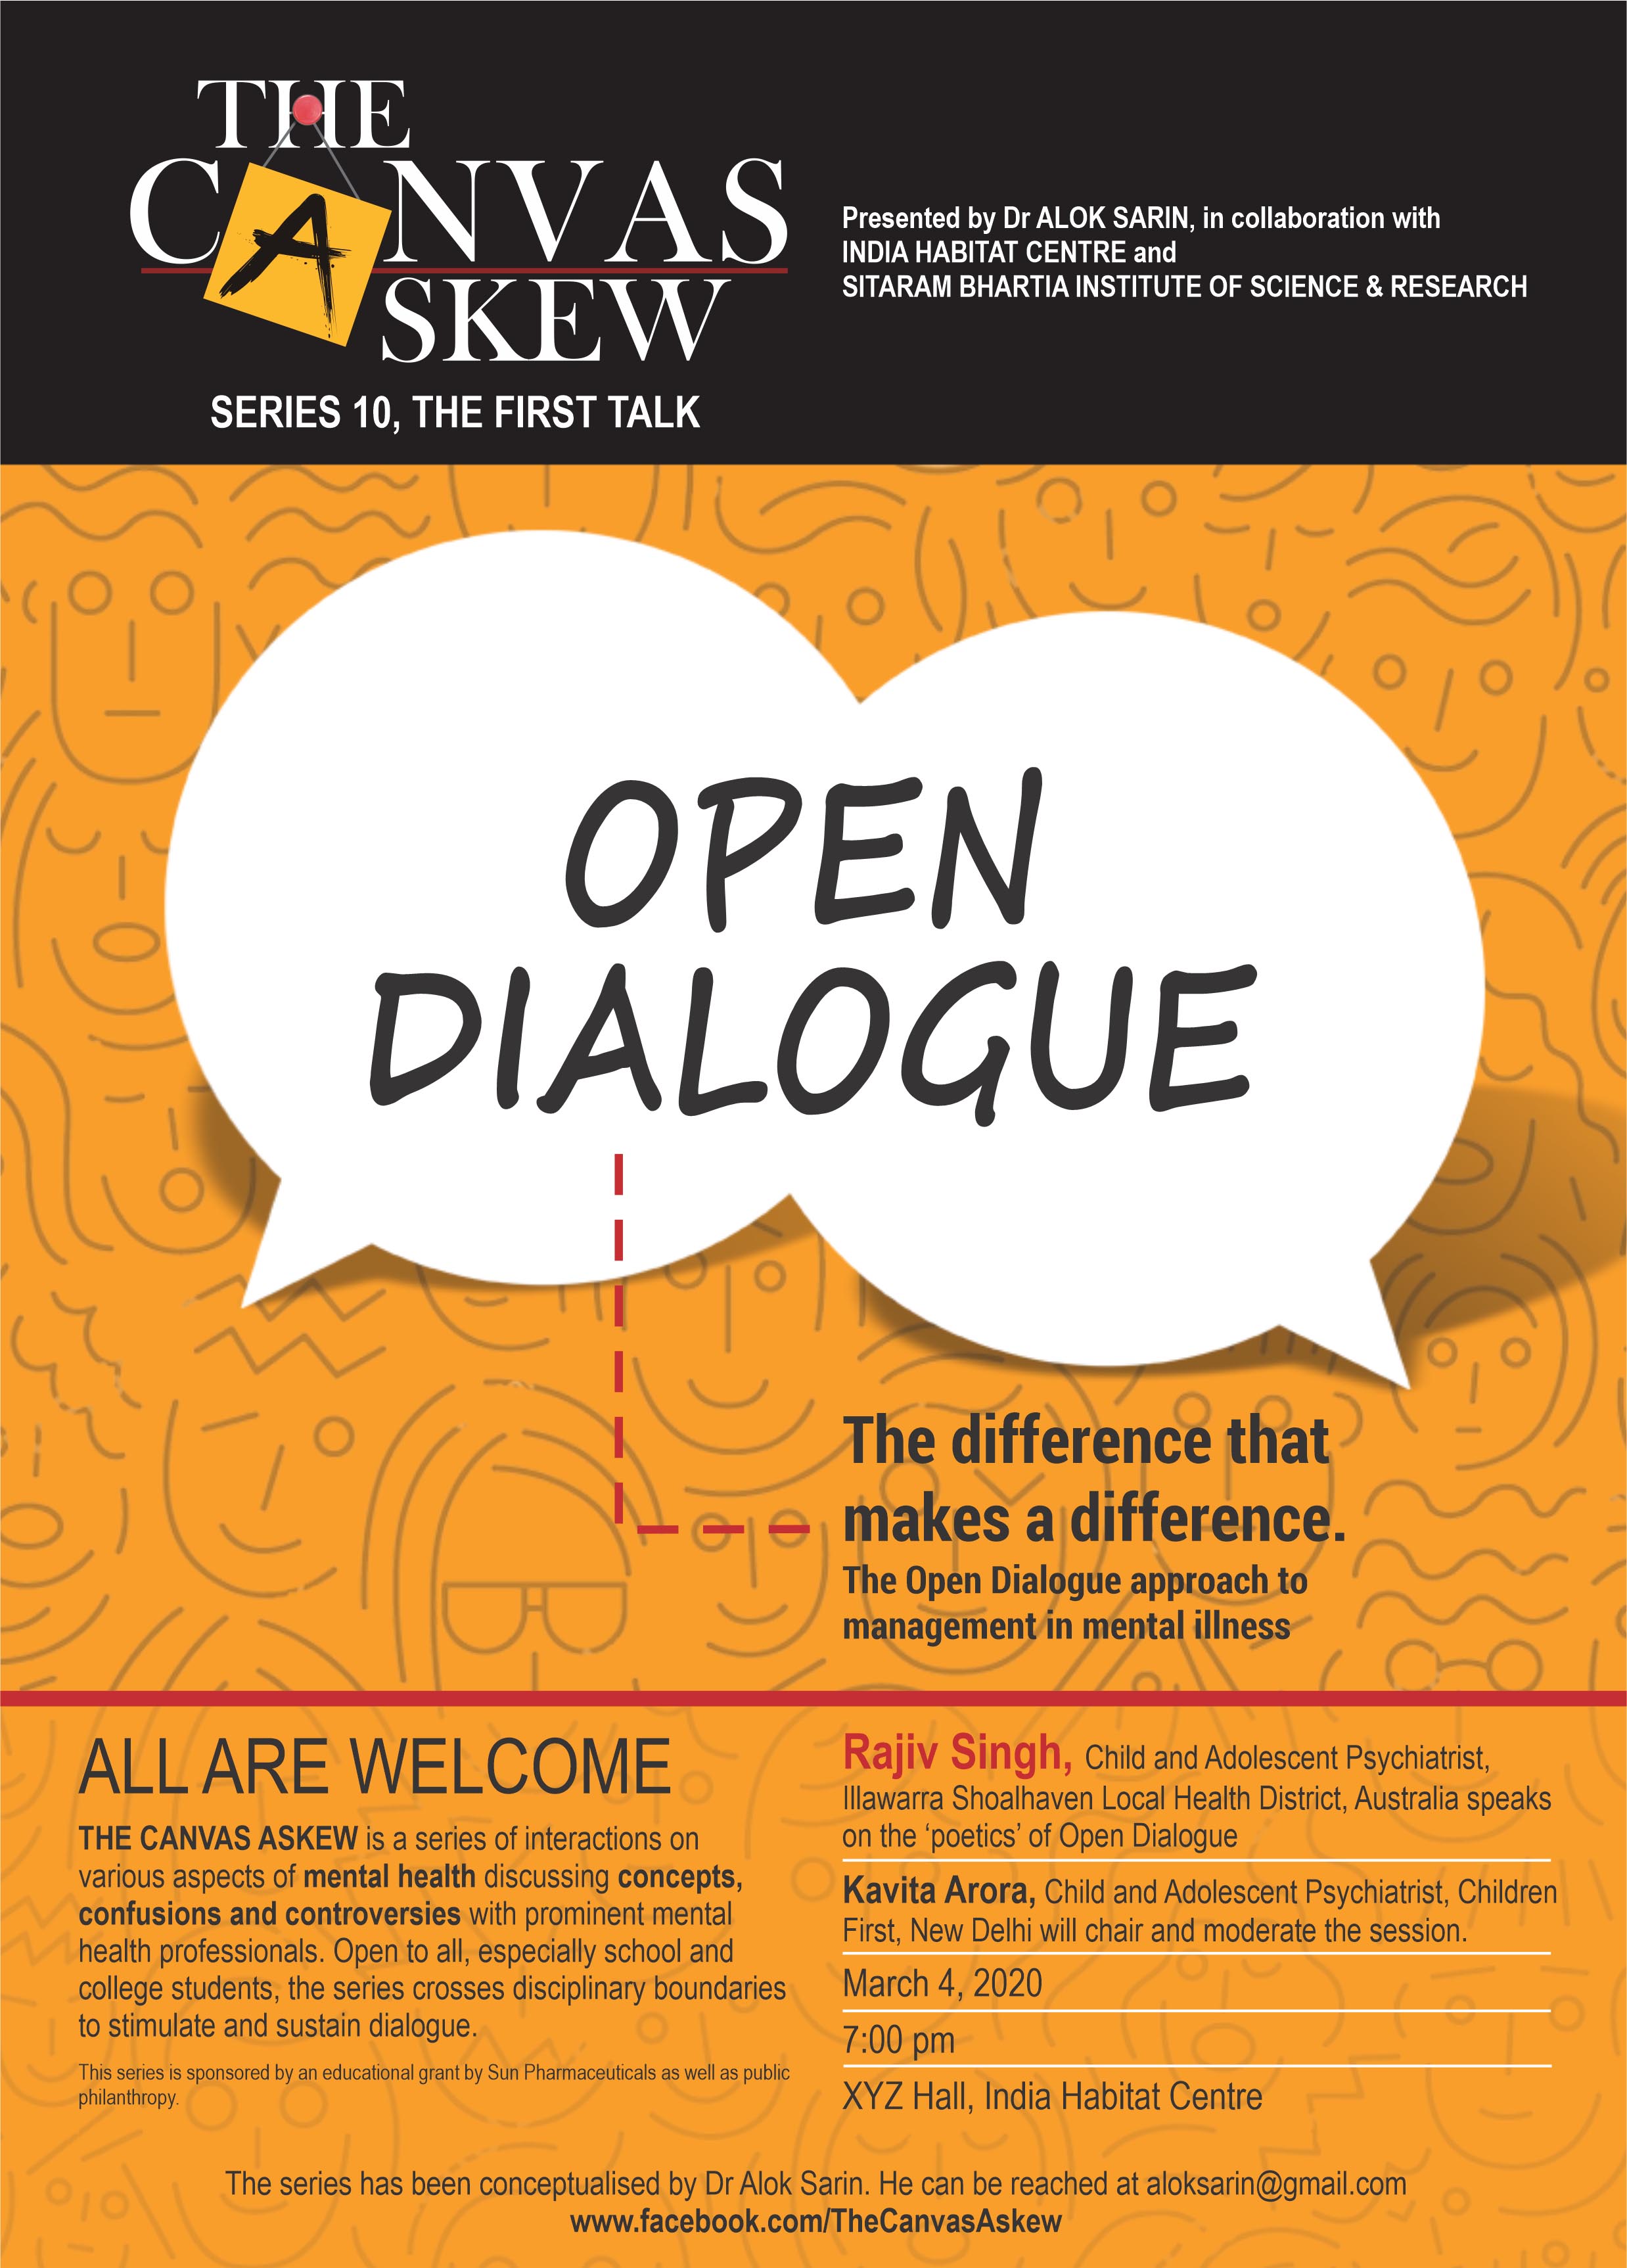 THE
CANVAS
ASKEW
SERIES 10, THE FIRST TALK
Presented by Dr ALOK SARIN, in collaboration with
INDIA HABITAT CENTRE and
SITARAM BHARTIA INSTITUTE OF SCIENCE & RESEARCH
OPEN
DIALOGUE
The difference that
makes a difference.
The Open Dialogue approach to
management in mental illness
ALL ARE WELCOME
THE CANVAS ASKEW is a series of interactions on
various aspects of mental health discussing concepts,
confusions and controversies with prominent mental
health professionals. Open to all, especially school and
college students, the series crosses disciplinary boundaries
to stimulate and sustain dialogue.
This series is sponsored by an educational grant by Sun Pharmaceuticals as well as public
philanthropy.
Rajiv Singh, Child and Adolescent Psychiatrist,
Illawarra Shoalhaven Local Health District, Australia speaks
on the ‘poetics’ of Open Dialogue
Kavita Arora, Child and Adolescent Psychiatrist, Children
First, New Delhi will chair and moderate the session.
March 4, 2020
7:00 pm
XYZ Hall, India Habitat Centre
The series has been conceptualised by Dr Alok Sarin. He can be reached at aloksarin@gmail.com
www.facebook.com/TheCanvasAskew